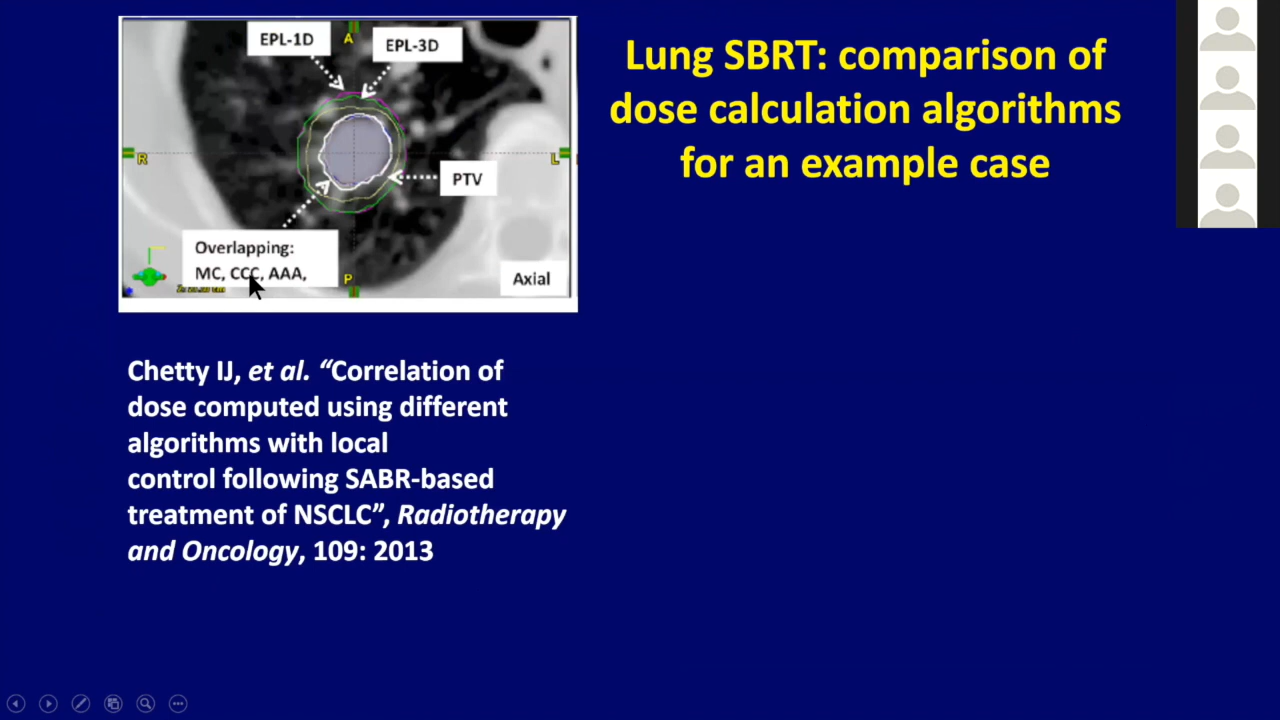 EPL-1D
A
EPL-3D
R
L
PTV
Overlapping:
MC, CCC, AAA,
P
Axial
Lung SBRT: comparison of
dose calculation algorithms
for an example case
Chetty IJ, et al. “Correlation of
dose computed using different
algorithms with local
control following SABR-based
treatment of NSCLC”, Radiotherapy
and Oncology, 109: 2013